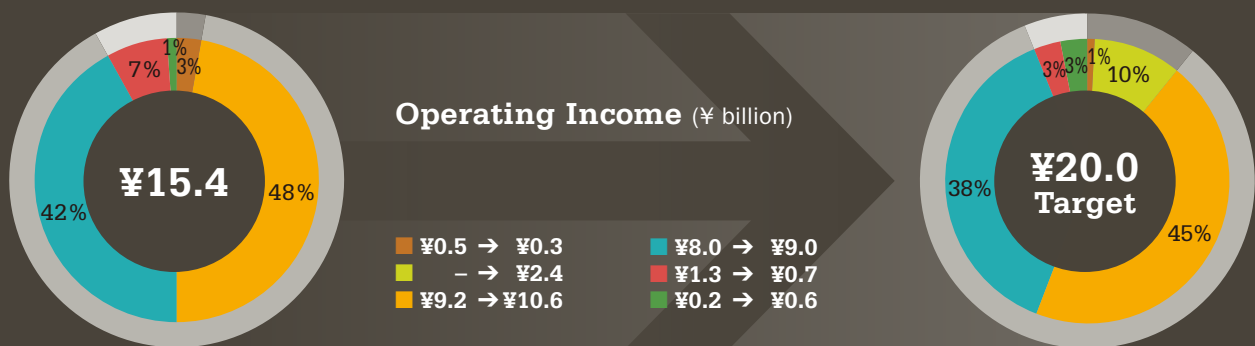 1%
3%
7%
48%
42%
¥15.4
Operating Income (¥ billion)
¥0.5 → ¥0.3
– → ¥2.4
¥9.2 → ¥10.6
¥8.0 → ¥9.0
¥1.3 → ¥0.7
¥0.2 → ¥0.6
1%
3%
3%
10%
38%
45%
¥20.0
Target